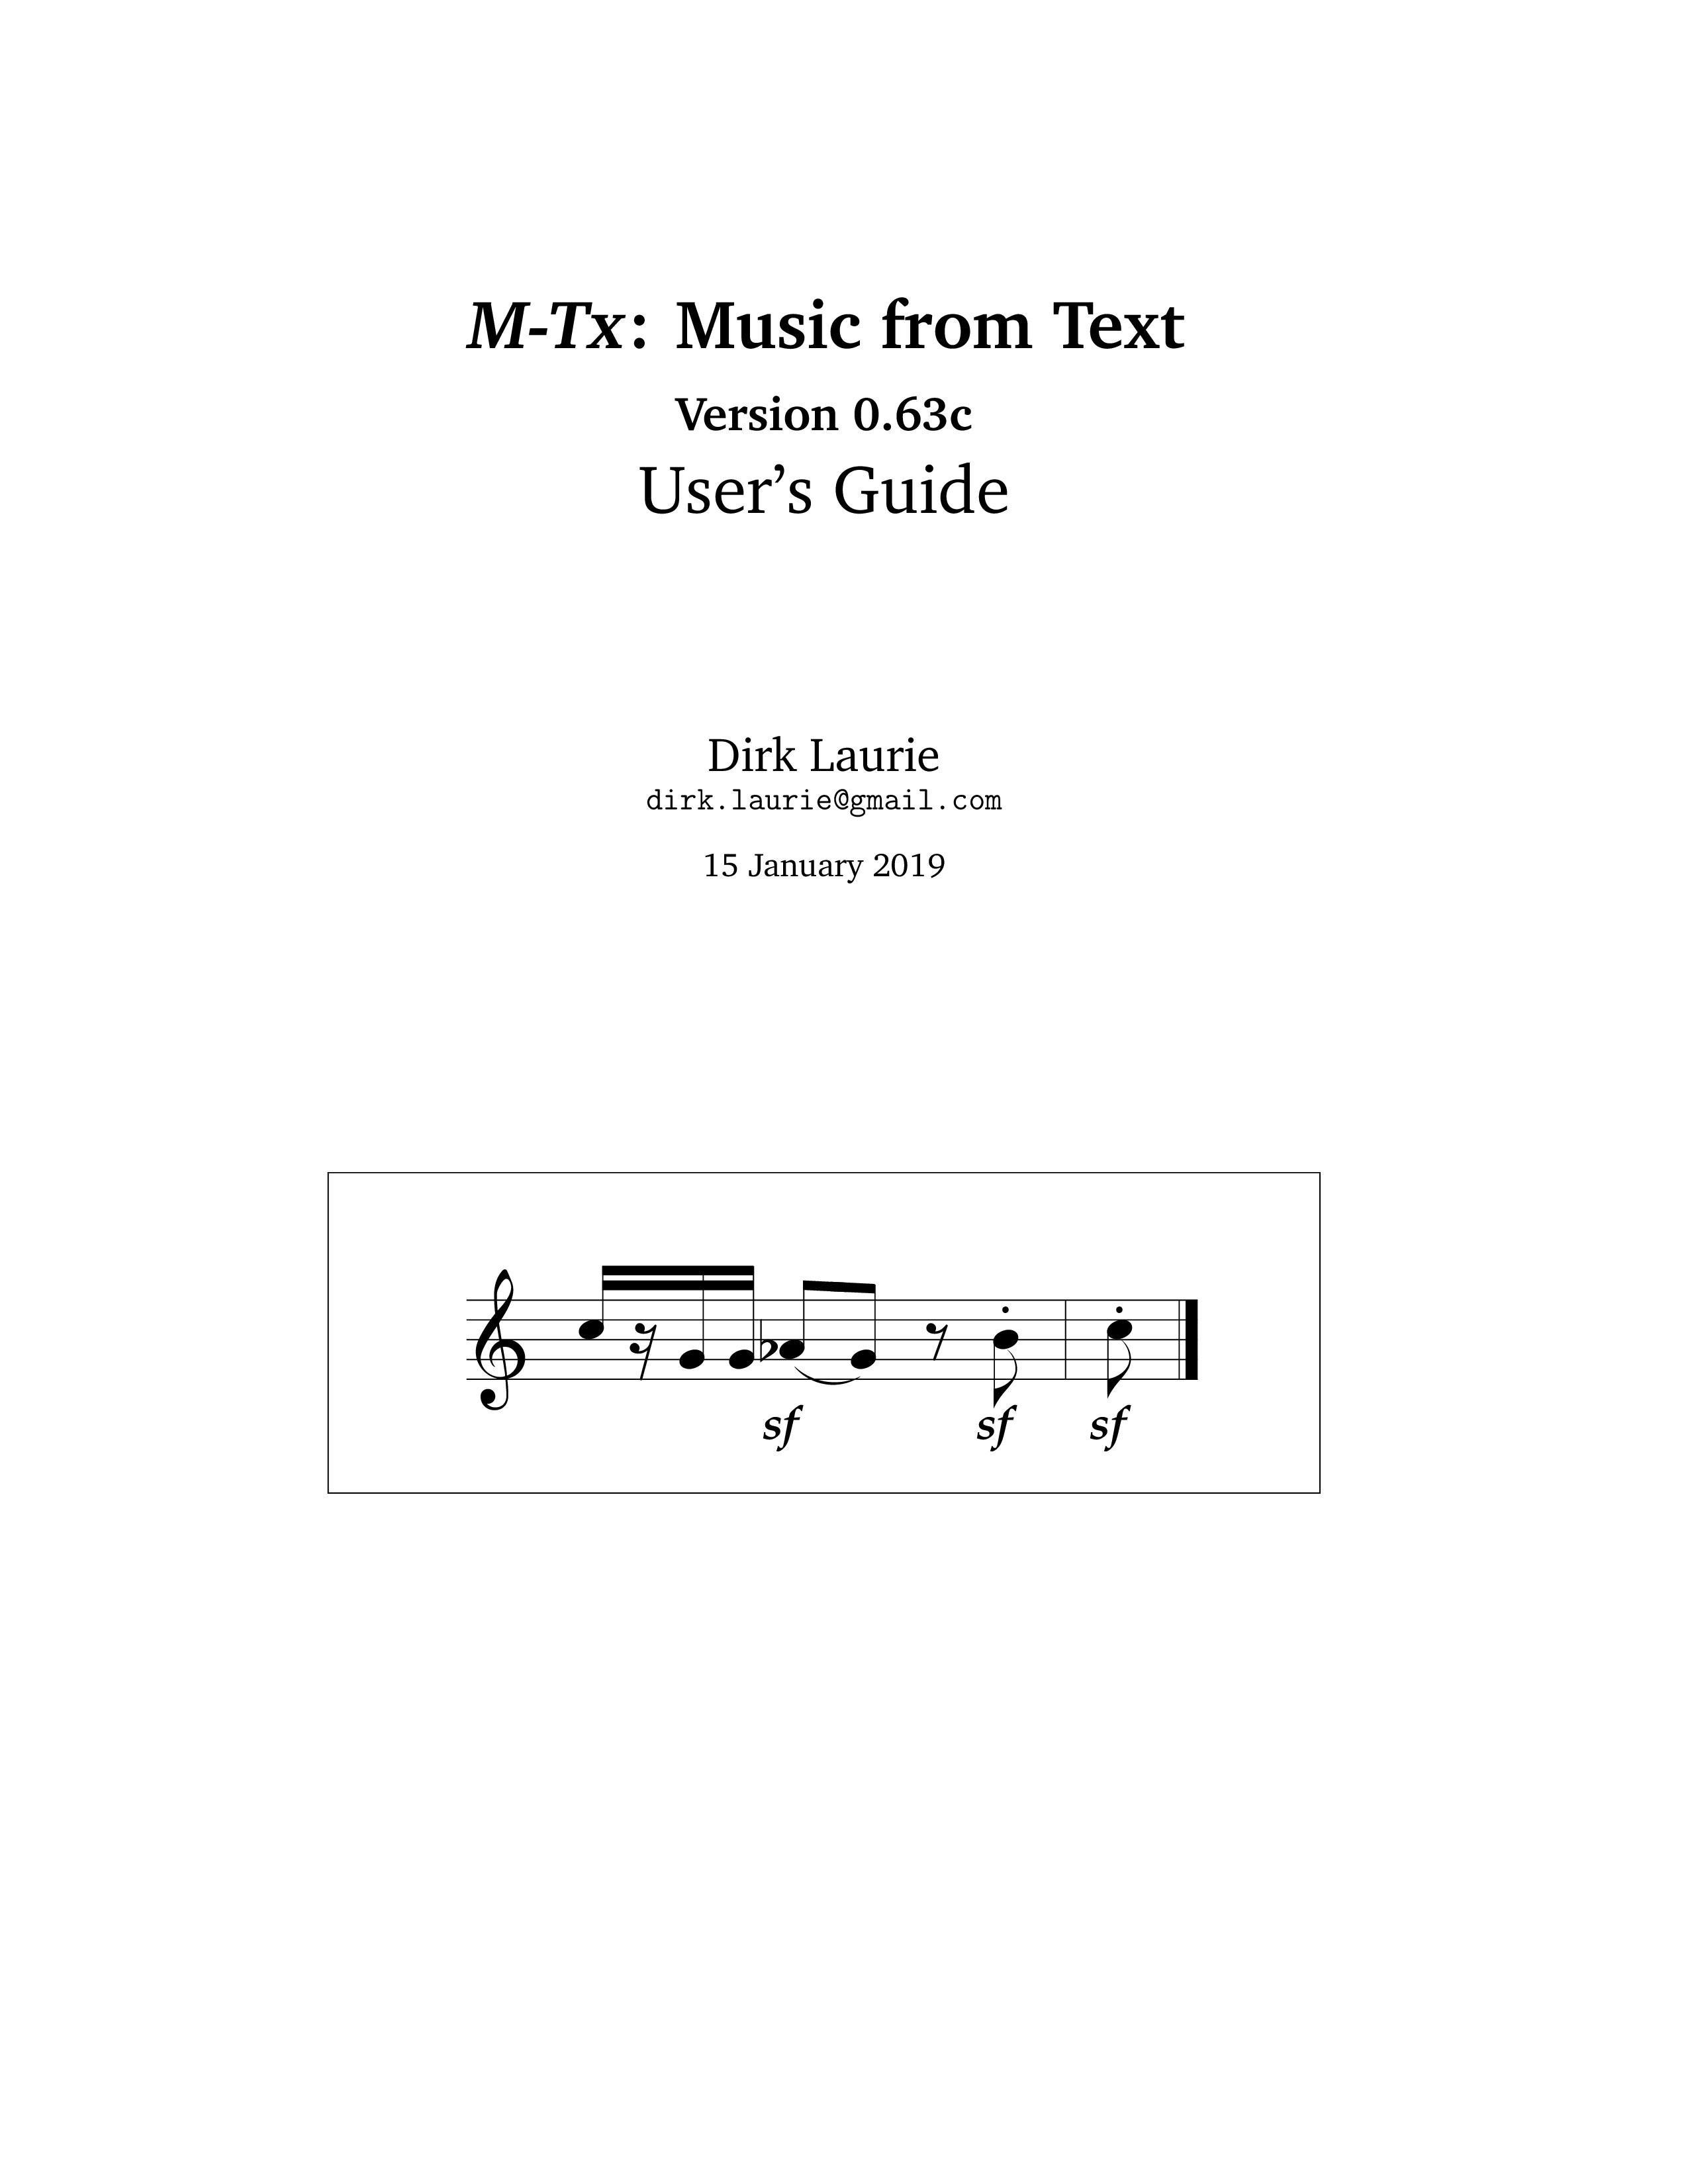 M-Tx: Music from Text
Version 0.63c
User’s Guide
Dirk Laurie
dirk.laurie@gmail.com
15 January 2019
sf sf sf